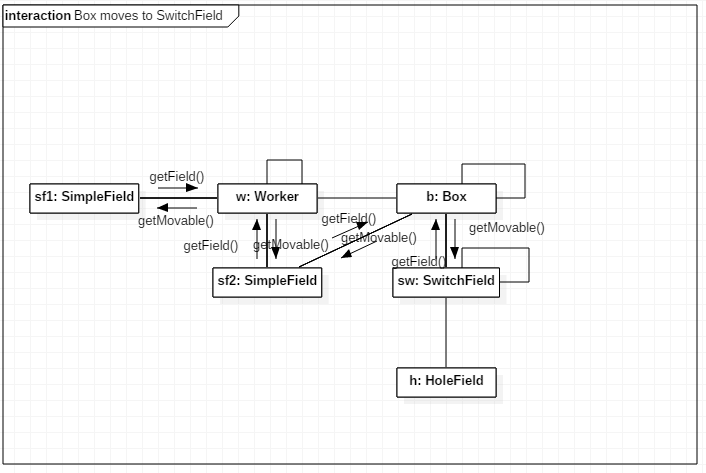 interaction Box moves to SwitchField
getField()
sf1: SimpleField
w: Worker
b: Box
getMovable()
getField()
getMovable()
getField()
getMovable()
getMovable()
getField()
sf2: SimpleField
sw: SwitchField
h: HoleField